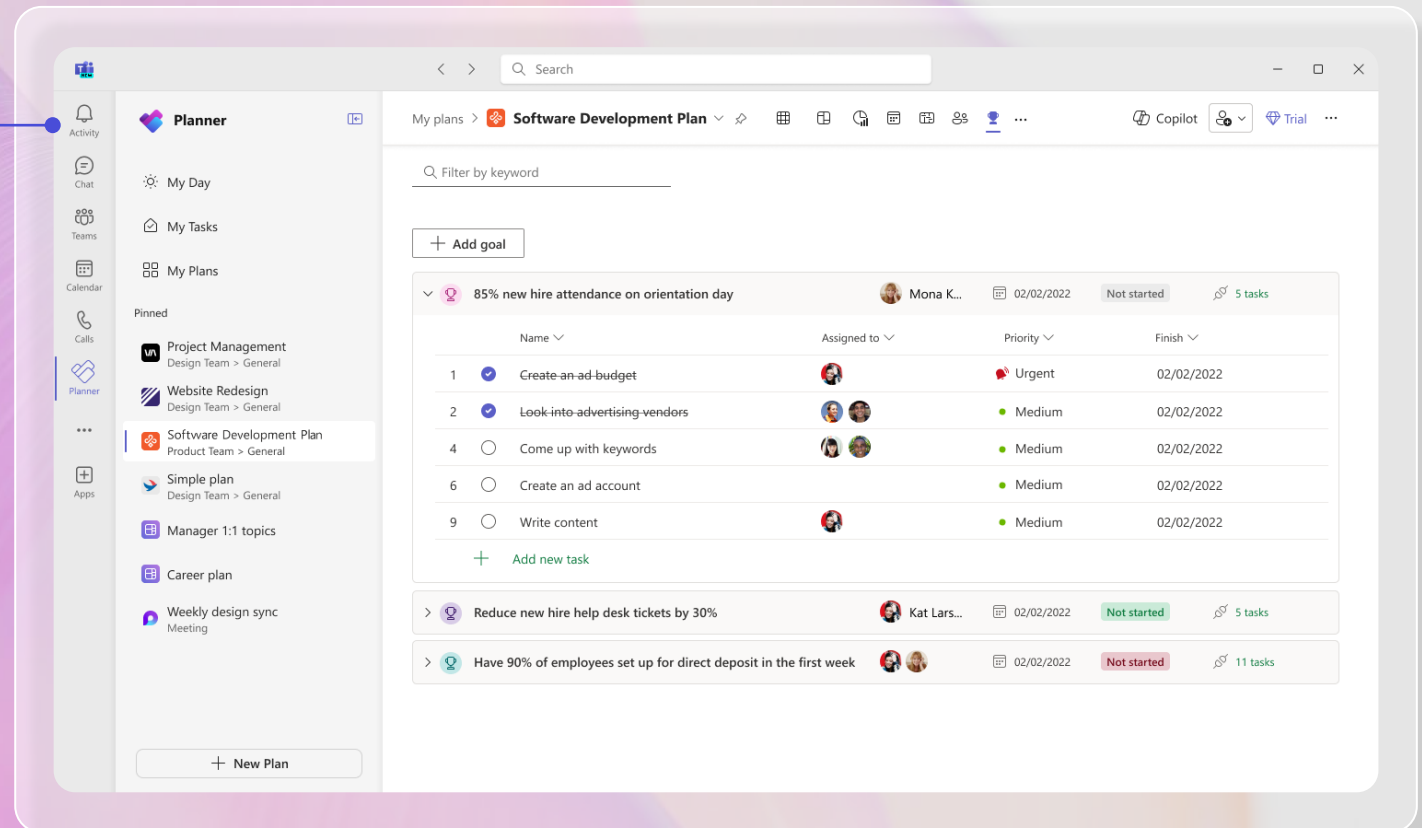 Search
Activity
Chat
Teams
Calendar
Calls
Planner
Apps
Planner
My Day
My Tasks
My Plans
Pinned
Project Management
Design Team > General
Website Redesign
Design Team > General
Software Development Plan
Product Team > General
Simple plan
Design Team > General
Manager 1:1 topics
Career plan
Weekly design sync
Meeting
New Plan
My plans > Software Development Plan
Copilot
Trial
Filter by keyword
Add goal
85% new hire attendance on orientation day Mona K... 02/02/2022 Not started 5 tasks
Name Assigned to Priority Finish
1 Create an ad budget Urgent 02/02/2022
2 Look into advertising vendors Medium 02/02/2022
4 Come up with keywords Medium 02/02/2022
6 Create an ad account Medium 02/02/2022
9 Write content Medium 02/02/2022
Add new task
Reduce new hire help desk tickets by 30% Kat Lars... 02/02/2022 Not started 5 tasks
Have 90% of employees set up for direct deposit in the first week 02/02/2022 Not started 11 tasks